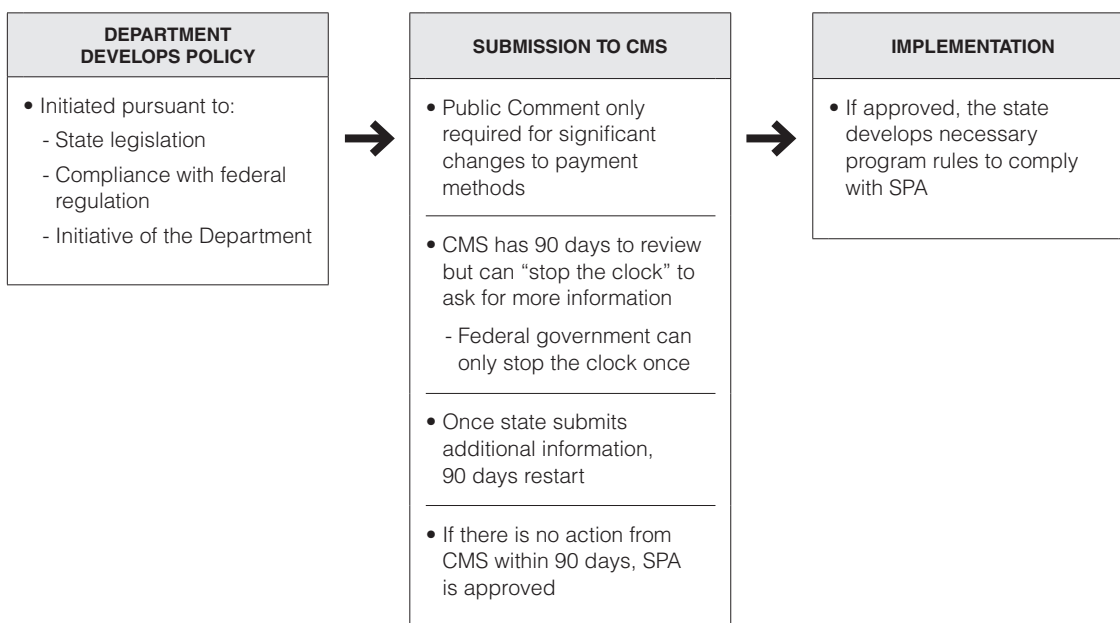 DEPARTMENT
DEVELOPS POLICY
• Initiated pursuant to:
- State legislation
- Compliance with federal
regulation
- Initiative of the Department
SUBMISSION TO CMS
• Public Comment only
required for significant
changes to payment
methods
• CMS has 90 days to review
but can “stop the clock” to
ask for more information
- Federal government can
only stop the clock once
• Once state submits
additional information,
90 days restart
• If there is no action from
CMS within 90 days, SPA
is approved
IMPLEMENTATION
• If approved, the state
develops necessary
program rules to comply
with SPA